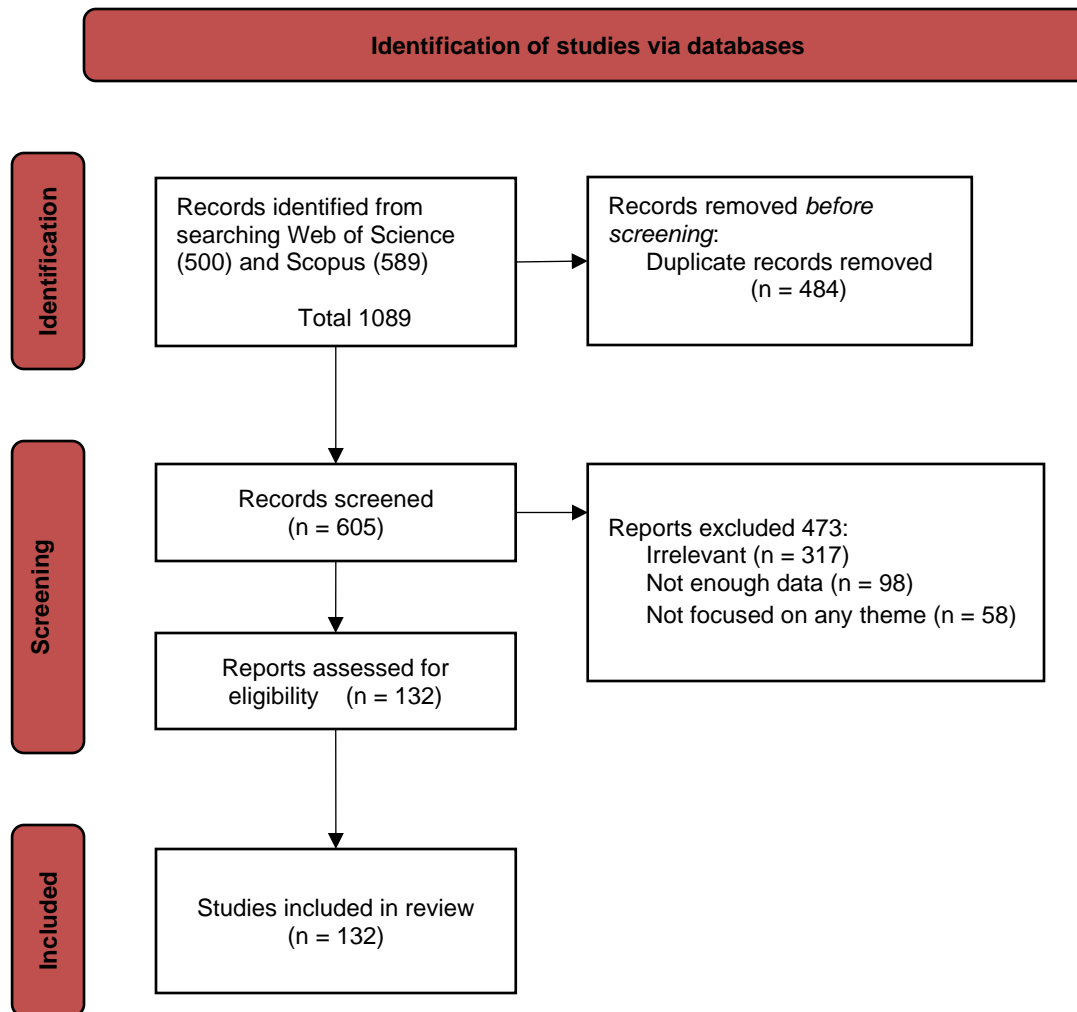 Identification of studies via databases
Identification
Records identified from
searching Web of Science
(500) and Scopus (589)
Total 1089
Records removed before
screening:
Duplicate records removed
(n = 484)
Screening
Records screened
(n = 605)
Reports excluded 473:
Irrelevant (n = 317)
Not enough data (n = 98)
Not focused on any theme (n = 58)
Reports assessed for
eligibility (n = 132)
Included
Studies included in review
(n = 132)